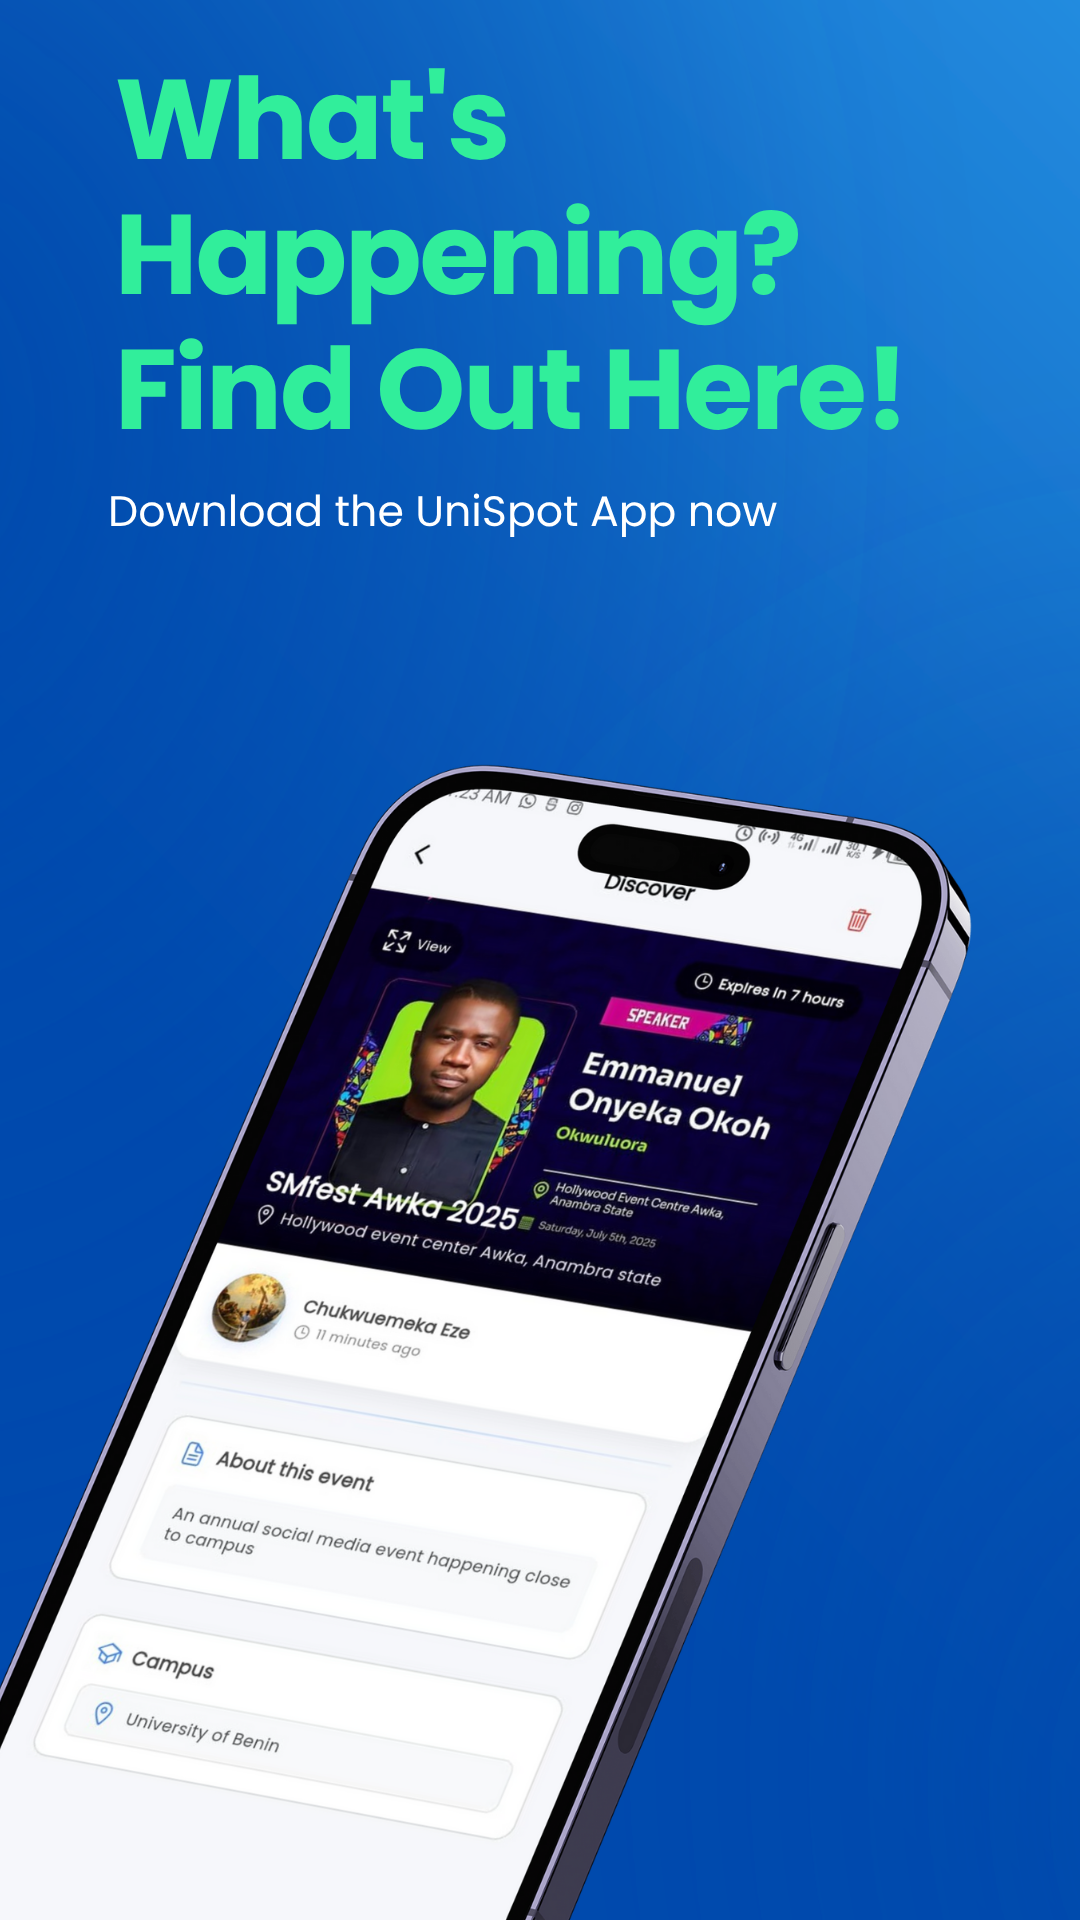 What's
Happening?
Find Out Here!
Download the UniSpot App now
:23 AM
4G
30.1
K/S
Discover
View
Expires in 7 hours
SPEAKER
Emmanuel
Onyeka Okoh
Okwuluora
Hollywood Event Centre Awka,
Anambra State
Saturday, July 5th, 2025
SMfest Awka 2025
Hollywood event center Awka, Anambra state
Chukwuemeka Eze
11 minutes ago
About this event
An annual social media event happening close
to campus
Campus
University of Benin